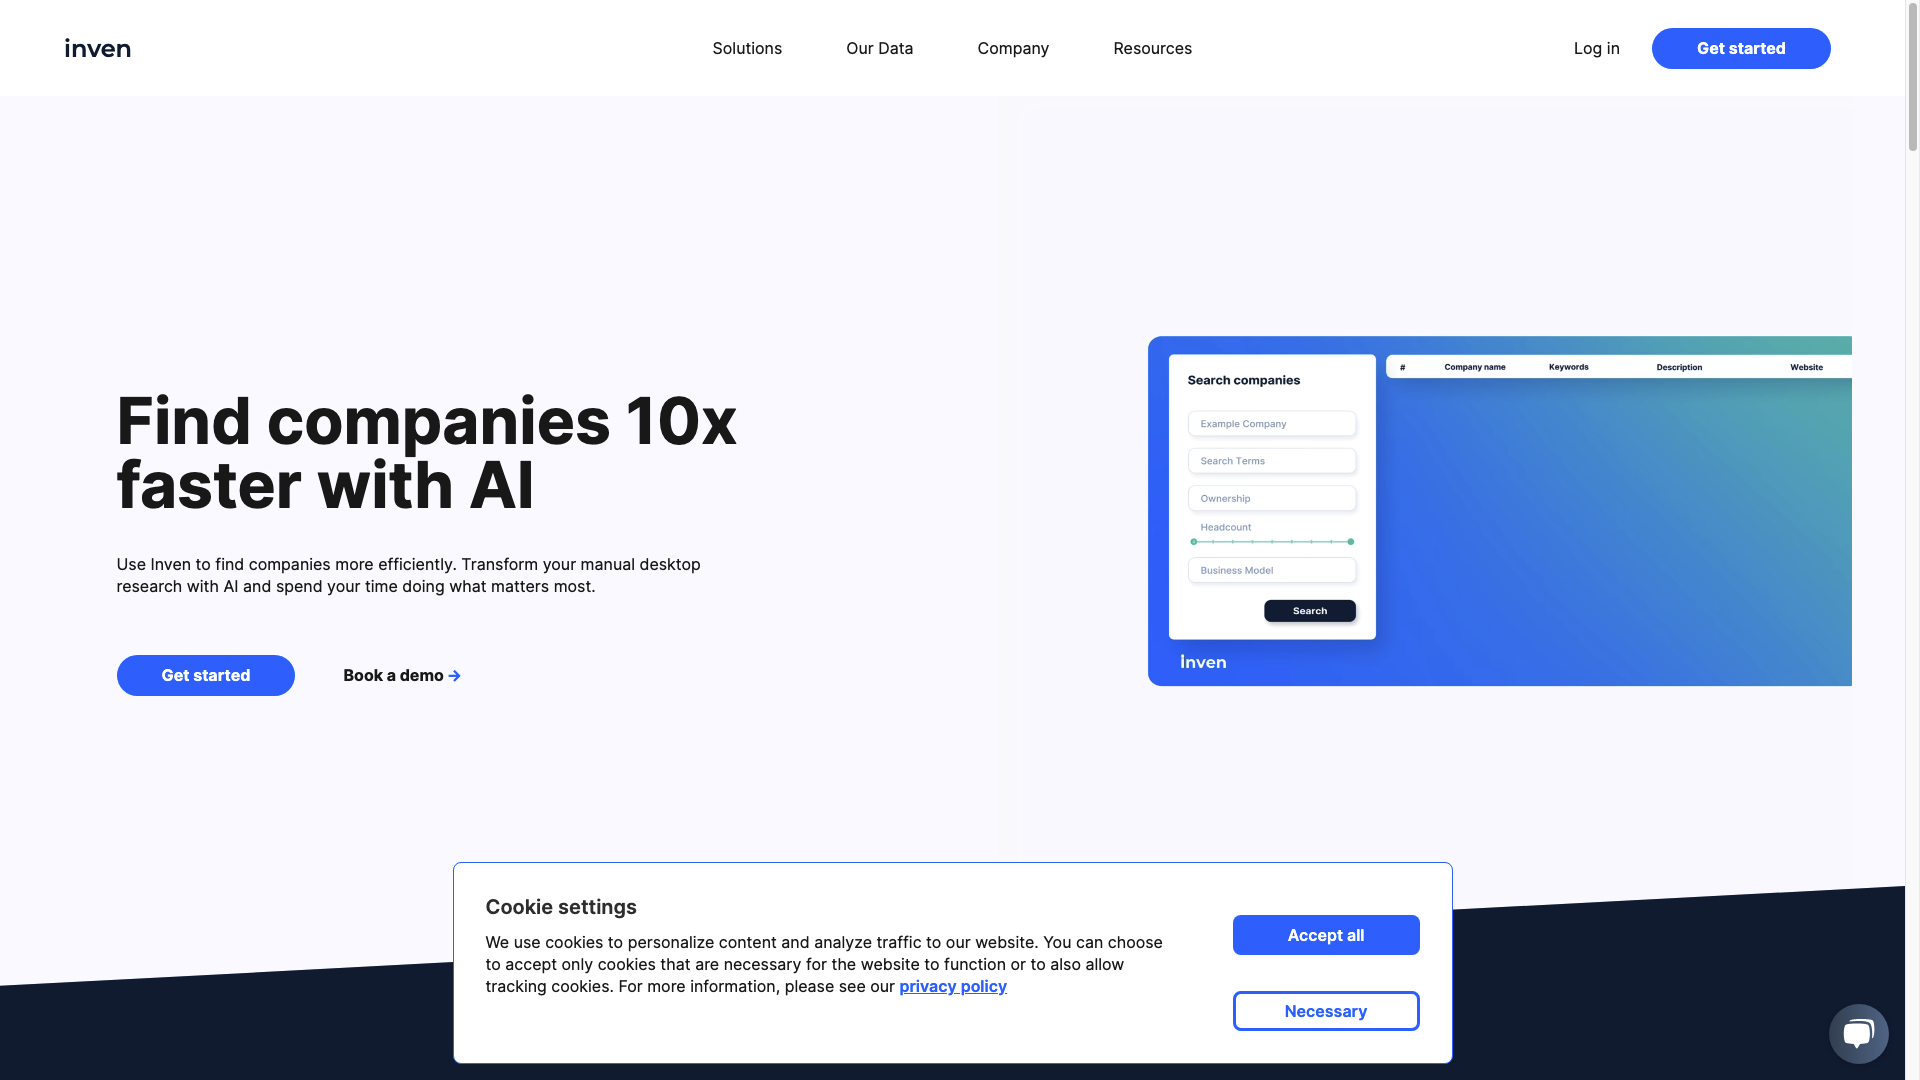 inven
Solutions
Our Data
Company
Resources
Log in
Get started
Find companies 10x
faster with AI
Use Inven to find companies more efficiently. Transform your manual desktop
research with AI and spend your time doing what matters most.
Get started
Book a demo →
Search companies
Example Company
Search Terms
Ownership
Headcount
Business Model
Search
inven
# Company name Keywords Description Website
Cookie settings
We use cookies to personalize content and analyze traffic to our website. You can choose
to accept only cookies that are necessary for the website to function or to also allow
tracking cookies. For more information, please see our privacy policy
Accept all
Necessary